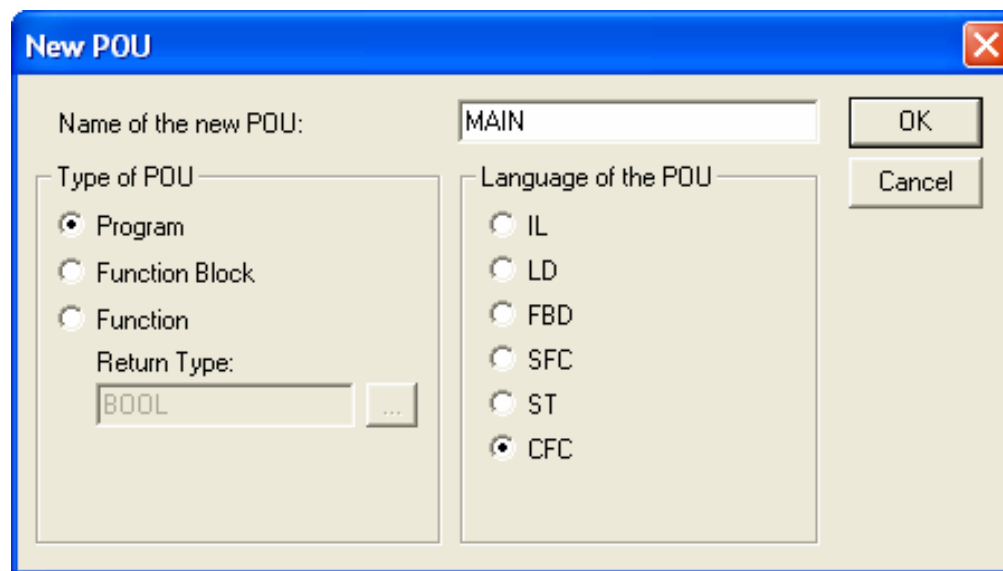 New POU
Name of the new POU:
MAIN
OK
Cancel
Type of POU
Program
Function Block
Function
Return Type:
BOOL
...
Language of the POU
IL
LD
FBD
SFC
ST
CFC